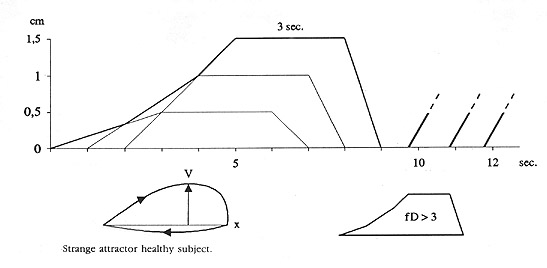 cm
3 sec.
1,5
1
0,5
0
5
10
12
sec.
V
x
fD > 3
Strange attractor healthy subject.